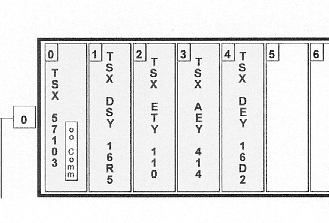 0
0
TSX 57103
Comm
1
TSX DSY 16R5
2
TSX ETY 110
3
TSX AEY 414
4
TSX DEY 16D2
5
6